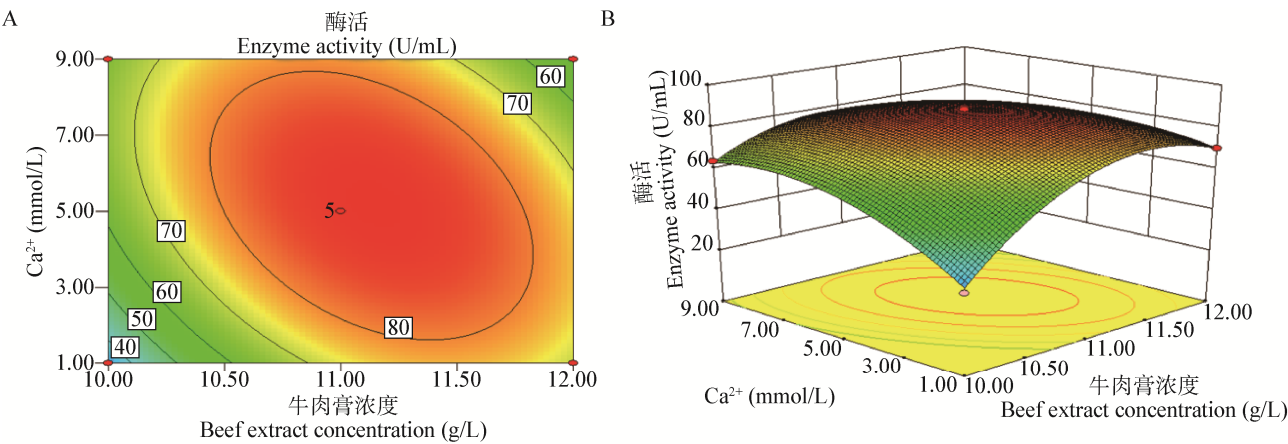 A
酶活
Enzyme activity (U/mL)
9.00
7.00
5.00
3.00
1.00
Ca²⁺ (mmol/L)
60
70
5
70
60
50
40
80
10.00
10.50
11.00
11.50
12.00
牛肉膏浓度
Beef extract concentration (g/L)
B
酶活
Enzyme activity (U/mL)
100
80
60
40
20
9.00
7.00
5.00
3.00
1.00
Ca²⁺ (mmol/L)
10.00
10.50
11.00
11.50
12.00
牛肉膏浓度
Beef extract concentration (g/L)